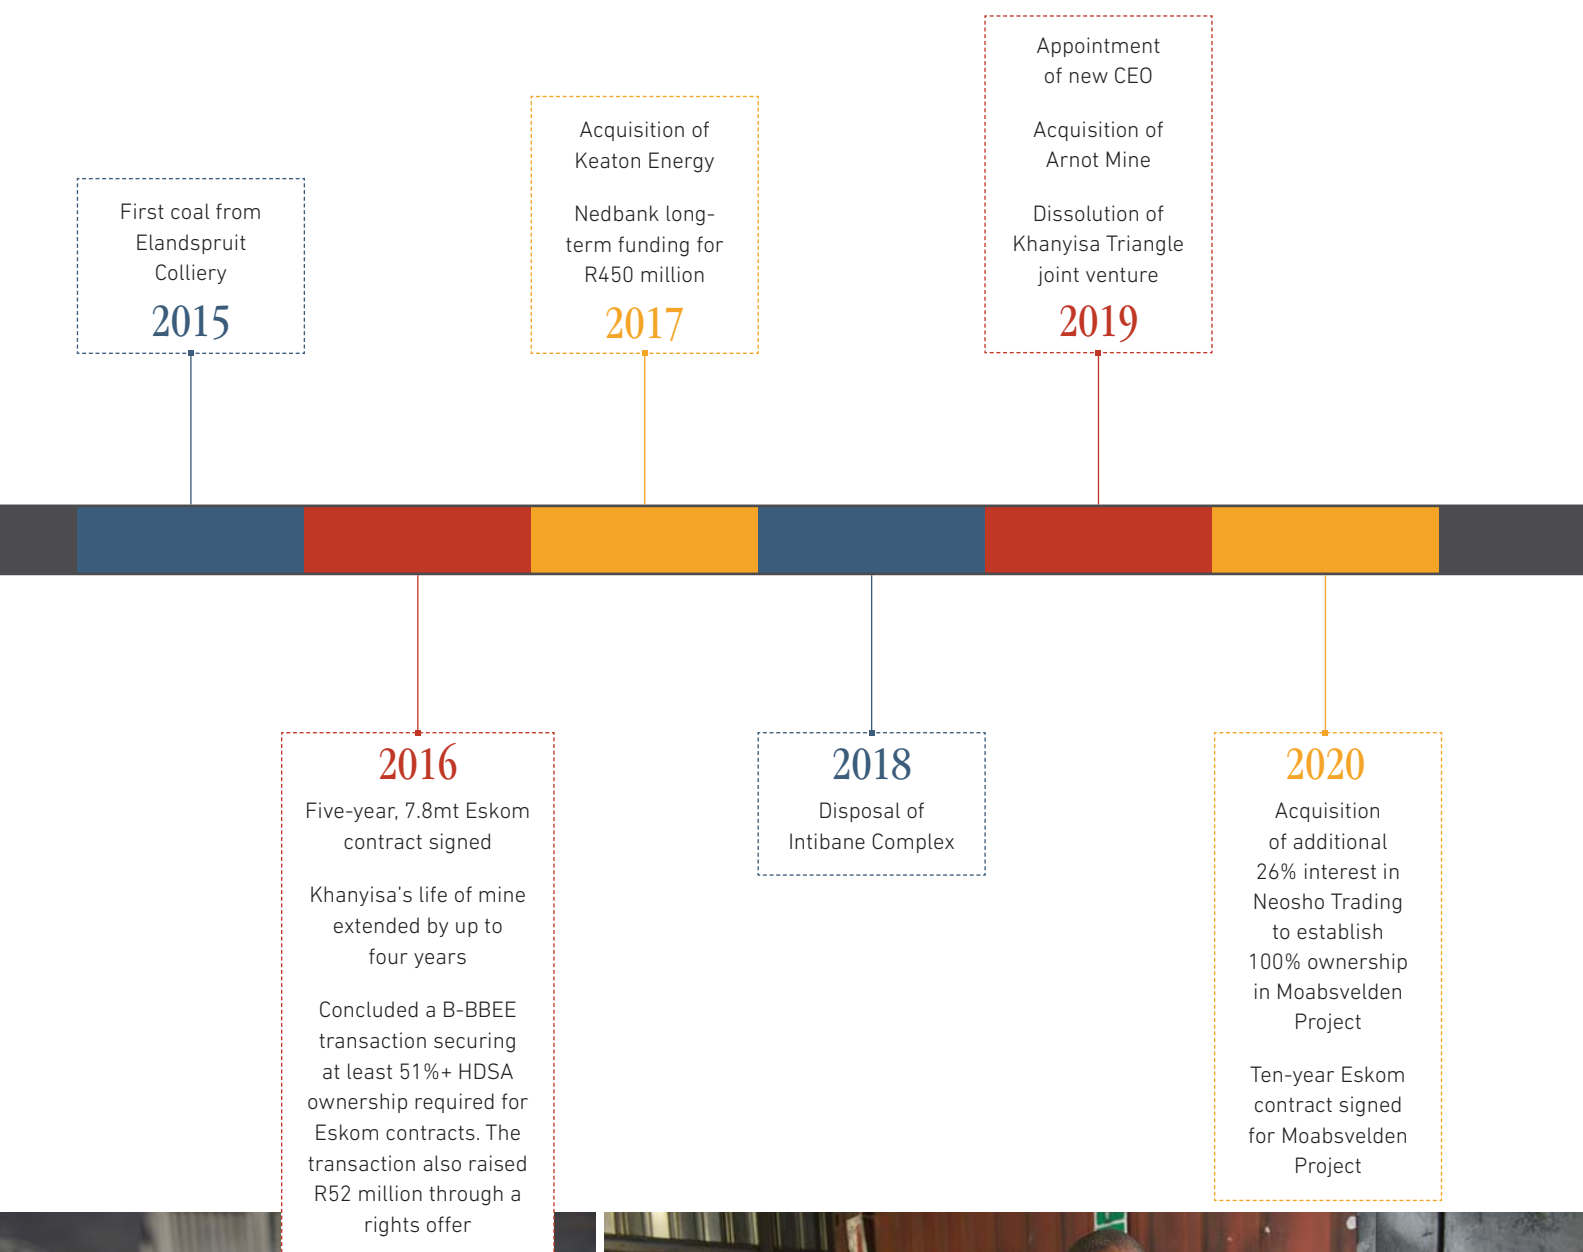 First coal from
Elandspruit
Colliery
2015
Acquisition of
Keaton Energy
Nedbank long-
term funding for
R450 million
2017
Appointment
of new CEO
Acquisition of
Arnot Mine
Dissolution of
Khanyisa Triangle
joint venture
2019
2016
Five-year, 7.8mt Eskom
contract signed
Khanyisa's life of mine
extended by up to
four years
Concluded a B-BBEE
transaction securing
at least 51%+ HDSA
ownership required for
Eskom contracts. The
transaction also raised
R52 million through a
rights offer
2018
Disposal of
Intibane Complex
2020
Acquisition
of additional
26% interest in
Neosho Trading
to establish
100% ownership
in Moabsvelden
Project
Ten-year Eskom
contract signed
for Moabsvelden
Project